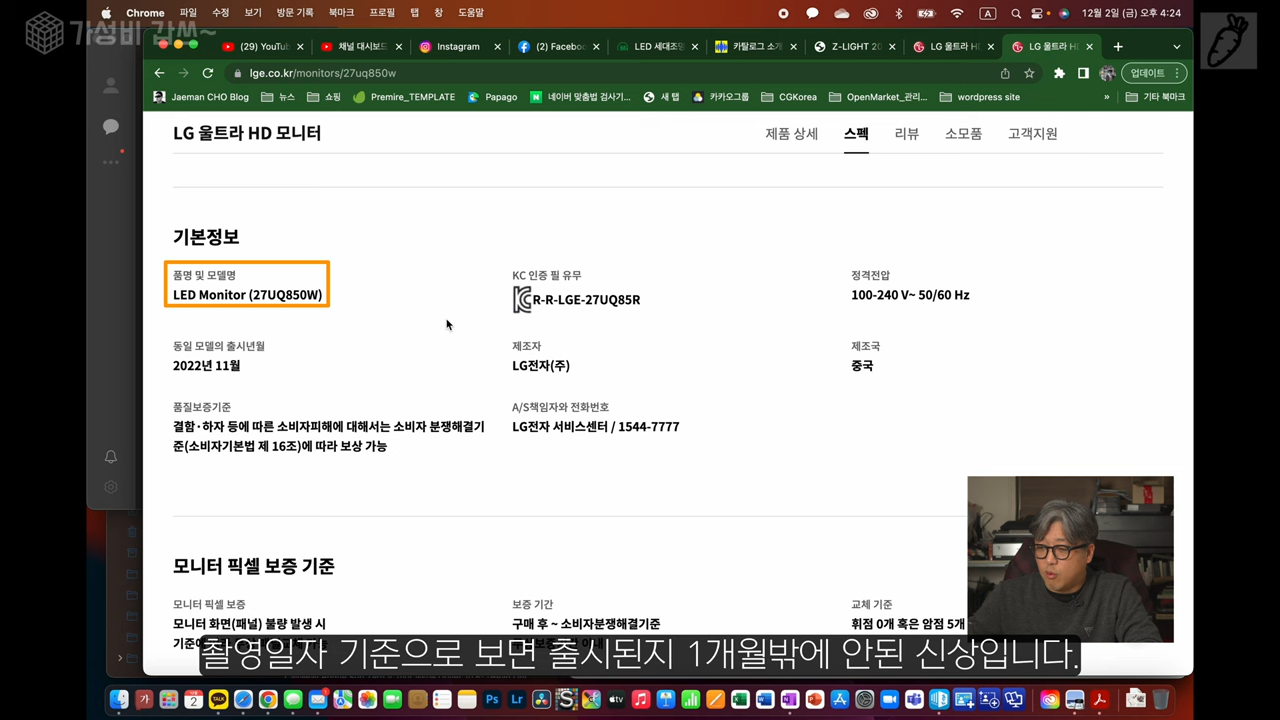 가성비 갑쓰~
Chrome 파일 수정 보기 방문 기록 북마크 프로필 탭 창 도움말
12월 2일 (금) 오후 4:24
(29) YouTu
채널 대시보드
Instagram
(2) Facebo
LED 세대조명
카탈로그 소개
Z-LIGHT 20
LG 울트라 HD
LG 울트라 HD
lge.co.kr/monitors/27uq850w
업데이트
Jaeman CHO Blog 뉴스 쇼핑 Premire_TEMPLATE Papago 네이버 맞춤법 검사기... 새 탭 카카오그룹 CGKorea OpenMarket_관리... wordpress site » 기타 북마크
LG 울트라 HD 모니터
제품 상세 스펙 리뷰 소모품 고객지원
기본정보
품명 및 모델명
LED Monitor (27UQ850W)
KC 인증 필 유무
R-R-LGE-27UQ85R
정격전압
100-240 V~ 50/60 Hz
동일 모델의 출시년월
2022년 11월
제조자
LG전자(주)
제조국
중국
품질보증기준
결함·하자 등에 따른 소비자피해에 대해서는 소비자 분쟁해결기
준(소비자기본법 제 16조)에 따라 보상 가능
A/S책임자와 전화번호
LG전자 서비스센터 / 1544-7777
모니터 픽셀 보증 기준
모니터 픽셀 보증
모니터 화면(패널) 불량 발생 시
보증 기간
구매 후 ~ 소비자분쟁해결기준
교체 기준
휘점 0개 혹은 암점 5개
촬영일자 기준으로 보면 출시된지 1개월밖에 안된 신상입니다.